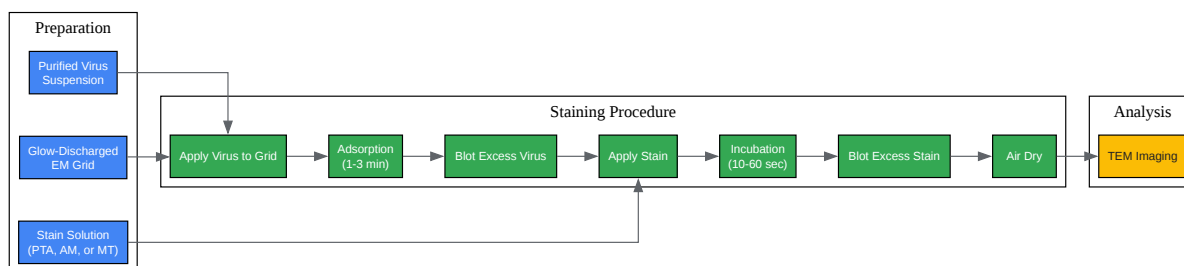 Preparation
Purified Virus
Suspension
Glow-Discharged
EM Grid
Stain Solution
(PTA, AM, or MT)
Staining Procedure
Apply Virus to Grid
Adsorption
(1-3 min)
Blot Excess Virus
Apply Stain
Incubation
(10-60 sec)
Blot Excess Stain
Air Dry
Analysis
TEM Imaging